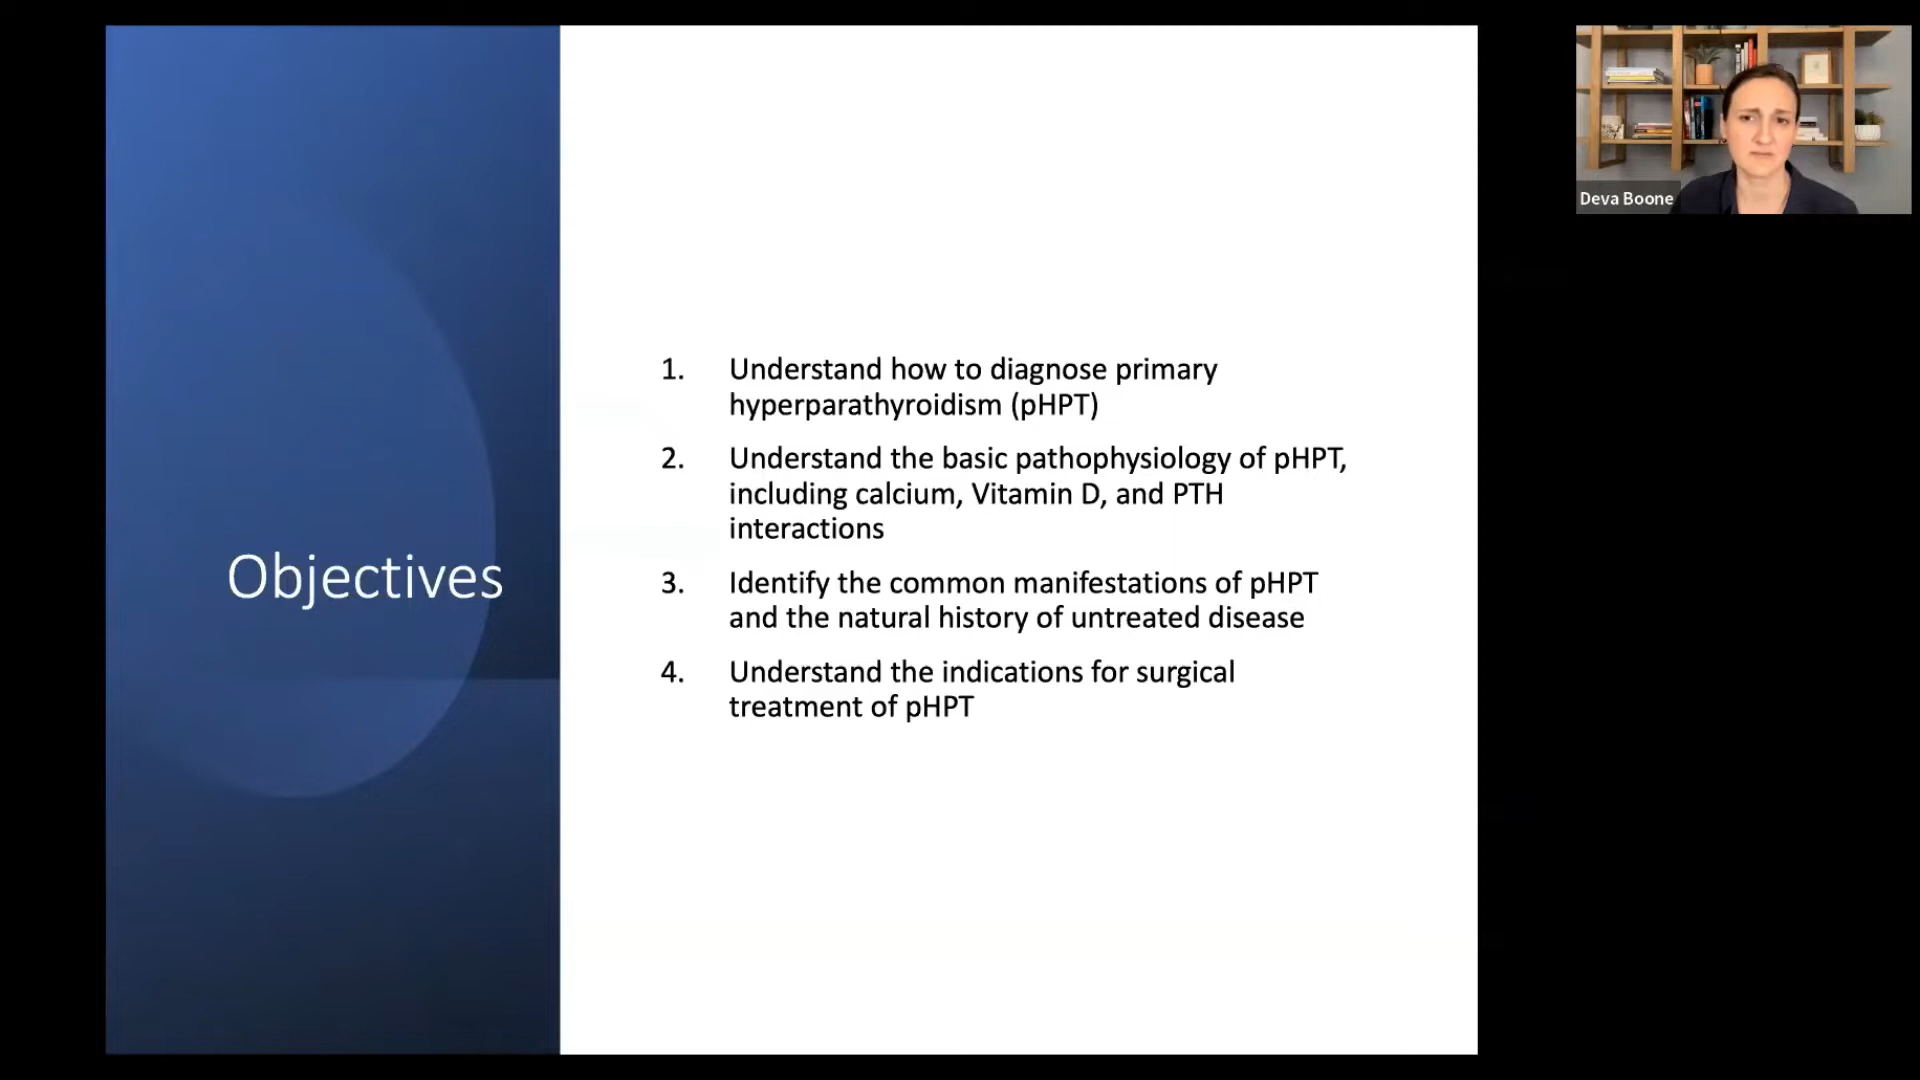 Objectives
1. Understand how to diagnose primary
hyperparathyroidism (pHPT)
2. Understand the basic pathophysiology of pHPT,
including calcium, Vitamin D, and PTH
interactions
3. Identify the common manifestations of pHPT
and the natural history of untreated disease
4. Understand the indications for surgical
treatment of pHPT
Deva Boone